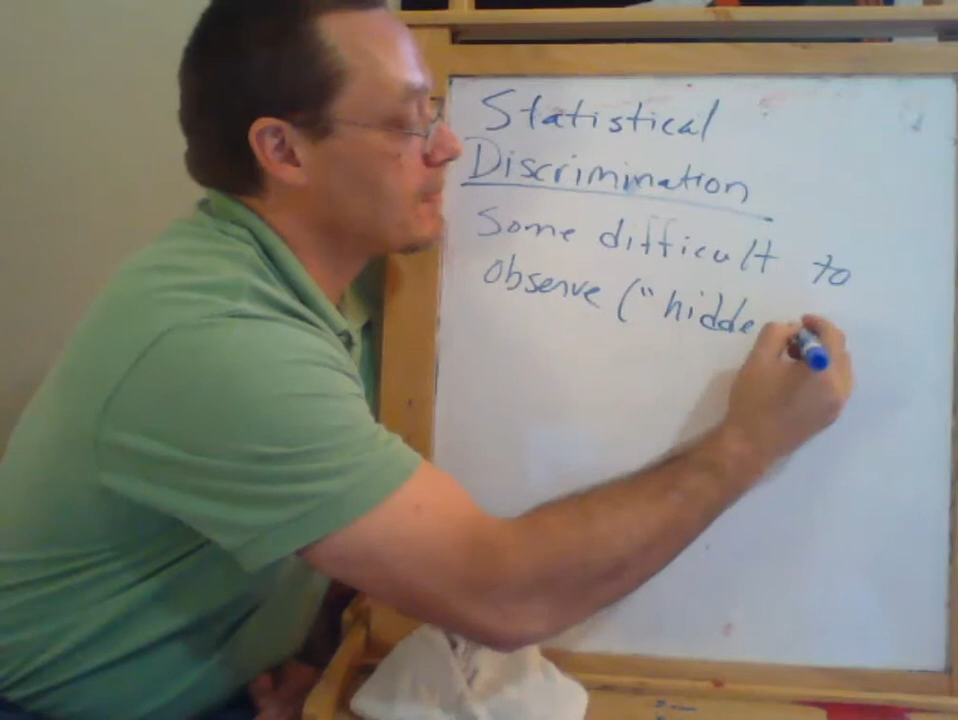 Statistical
Discrimination
Some difficult to
observe ("hidde